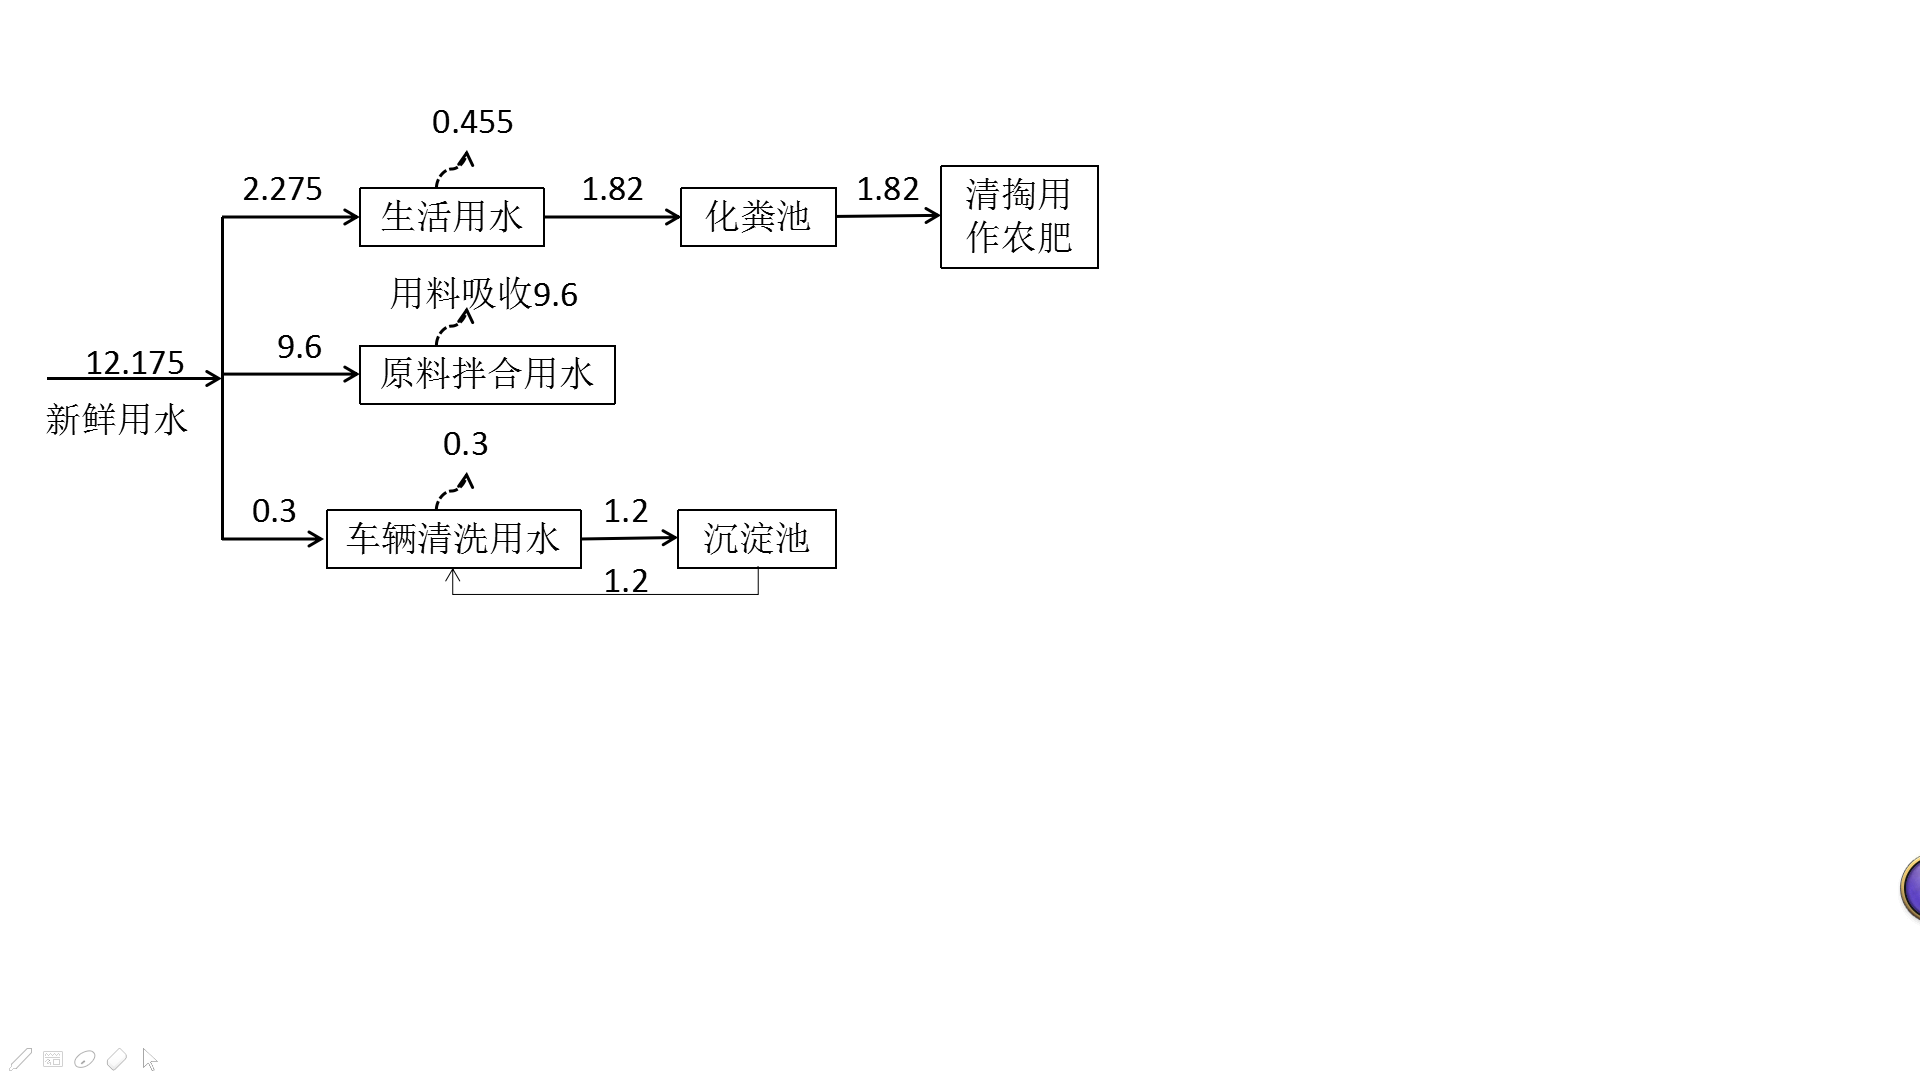 0.455
2.275
生活用水
1.82
化粪池
1.82
清掏用
作农肥
用料吸收9.6
9.6
原料拌合用水
12.175
新鲜用水
0.3
0.3
车辆清洗用水
1.2
沉淀池
1.2